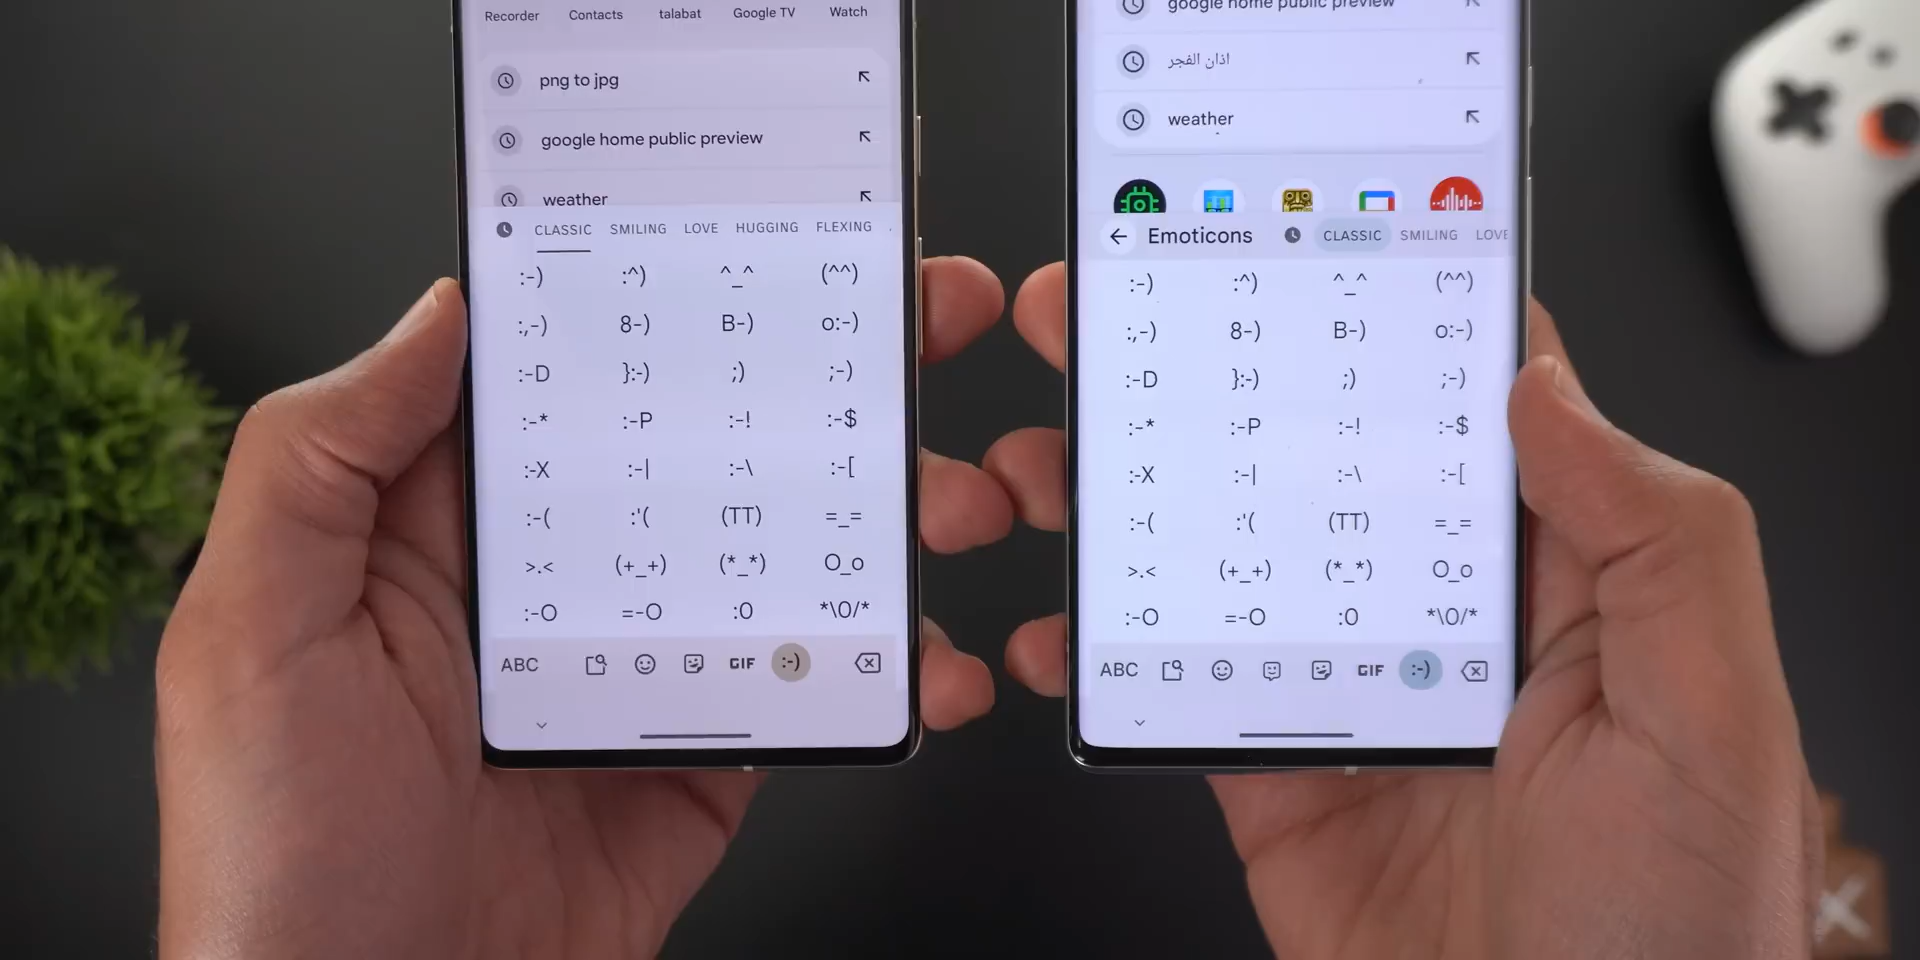 Recorder Contacts talabat Google TV Watch
png to jpg
google home public preview
weather
CLASSIC SMILING LOVE HUGGING FLEXING
:-) :^) ^_^ (^^)
:,-) 8-) B-) o:-)
:-D }:-) ;) ;-)
:-* :-P :-! :-$
:-X :-| :-\ :-[
:-( :'( (TT) =_=
>.< (+_+) (*_*) O_o
:-O =-O :O *\O/*
ABC GIF :-)
google home public preview
اذان الفجر
weather
Emoticons CLASSIC SMILING LOVE
:-) :^) ^_^ (^^)
:,-) 8-) B-) o:-)
:-D }:-) ;) ;-)
:-* :-P :-! :-$
:-X :-| :-\ :-[
:-( :'( (TT) =_=
>.< (+_+) (*_*) O_o
:-O =-O :O *\O/*
ABC GIF :-)